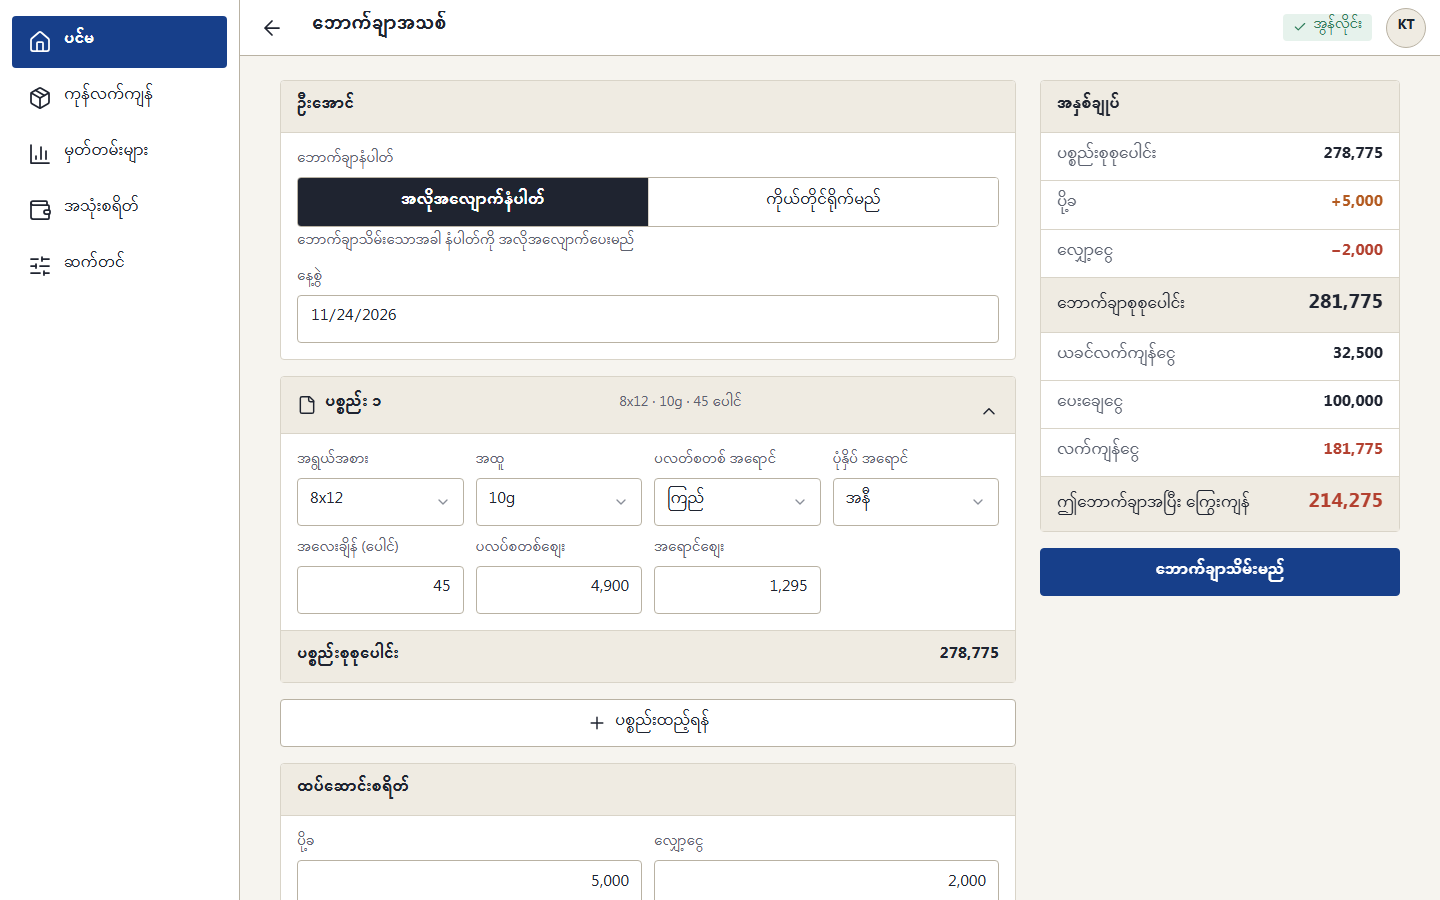 ပင်မ
ကုန်လက်ကျန်
မှတ်တမ်းများ
အသုံးစရိတ်
ဆက်တင်
ဘောက်ချာအသစ်
အွန်လိုင်း
KT
ဦးအောင်
ဘောက်ချာနံပါတ်
အလိုအလျောက်နံပါတ်
ကိုယ်တိုင်ရိုက်မည်
ဘောက်ချာသိမ်းသောအခါ နံပါတ်ကို အလိုအလျောက်ပေးမည်
နေ့စွဲ
11/24/2026
ပစ္စည်း ၁
8x12 · 10g · 45 ပေါင်
အရွယ်အစား
အထူ
ပလတ်စတစ် အရောင်
ပုံနှိပ် အရောင်
8x12
10g
ကြည်
အနီ
အလေးချိန် (ပေါင်)
ပလပ်စတစ်ဈေး
အရောင်ဈေး
45
4,900
1,295
ပစ္စည်းစုစုပေါင်း
278,775
ပစ္စည်းထည့်ရန်
ထပ်ဆောင်းစရိတ်
ပို့ခ
လျှော့ငွေ
5,000
2,000
အနှစ်ချုပ်
ပစ္စည်းစုစုပေါင်း
278,775
ပို့ခ
+5,000
လျှော့ငွေ
−2,000
ဘောက်ချာစုစုပေါင်း
281,775
ယခင်လက်ကျန်ငွေ
32,500
ပေးချေငွေ
100,000
လက်ကျန်ငွေ
181,775
ဤဘောက်ချာအပြီး ကြွေးကျန်
214,275
ဘောက်ချာသိမ်းမည်